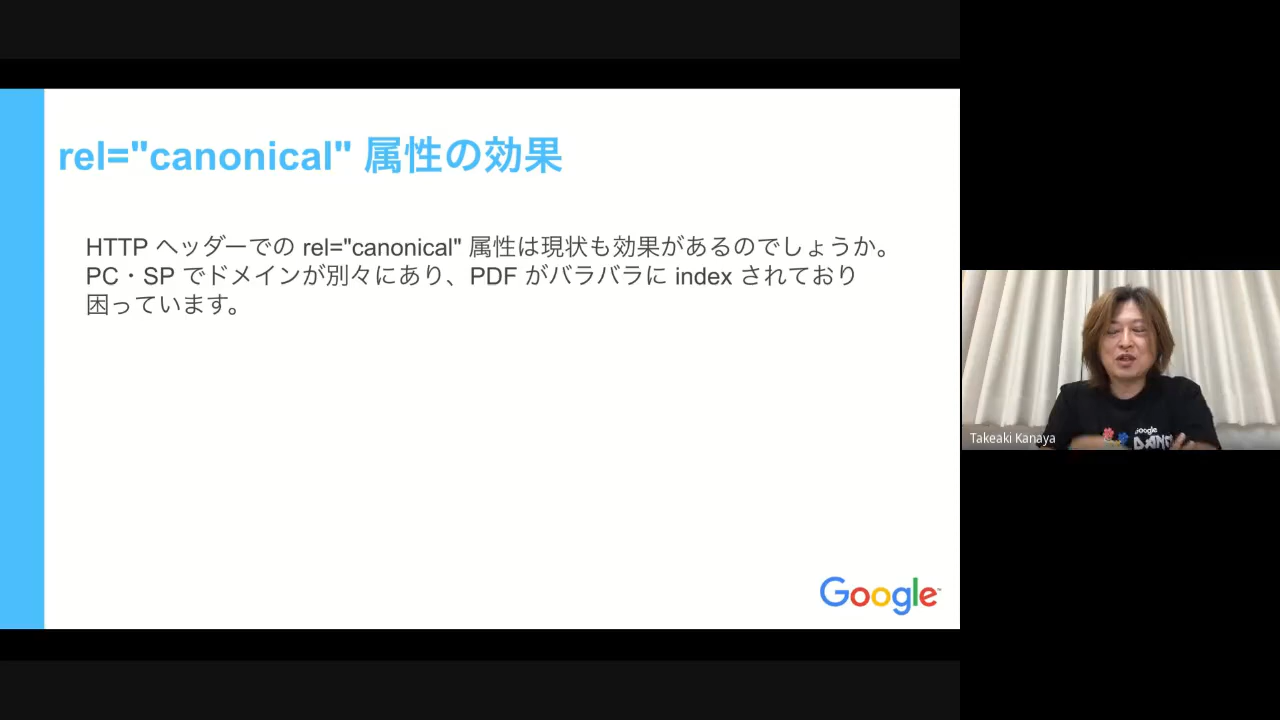 rel="canonical" 属性の効果
HTTP ヘッダーでの rel="canonical" 属性は現状も効果があるのでしょうか。
PC・SP でドメインが別々にあり、PDF がバラバラに index されており
困っています。
Google
Takeaki Kanaya
Google